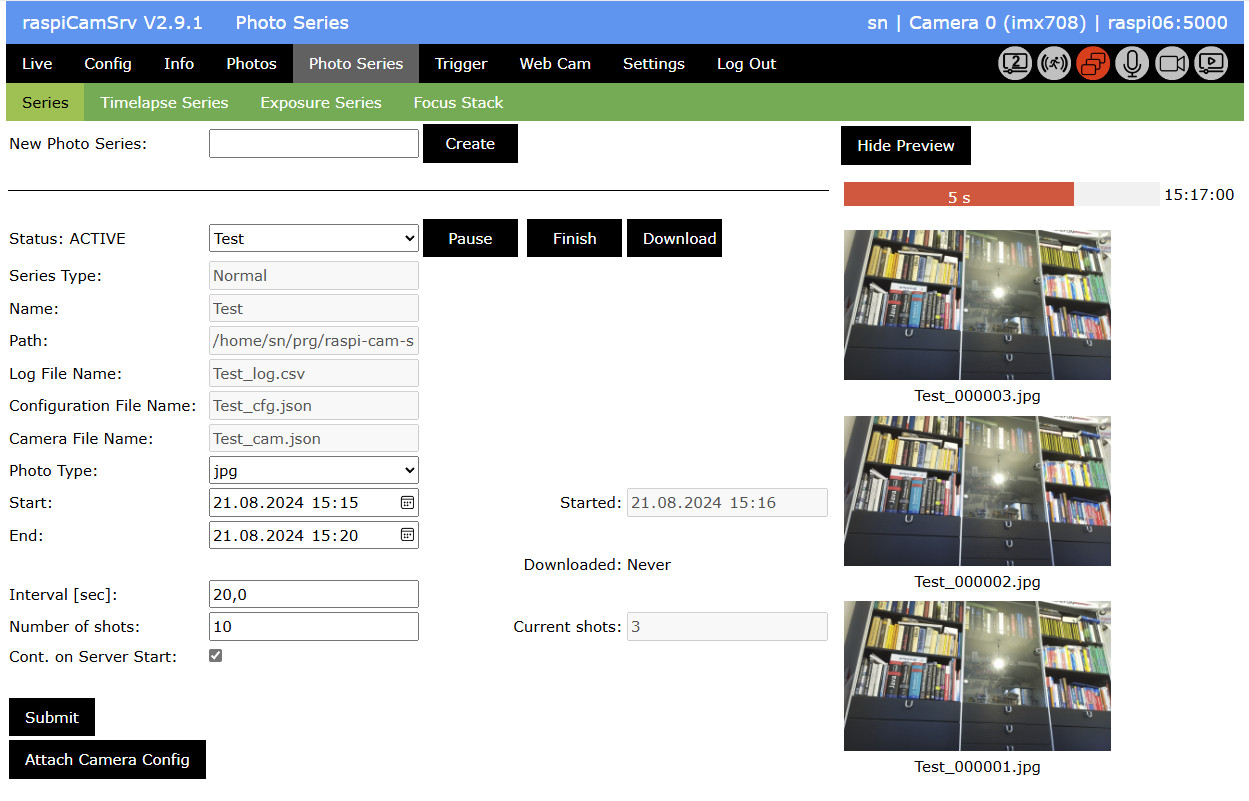 raspiCamSrv V2.9.1 Photo Series sn | Camera 0 (imx708) | raspi06:5000
Live Config Info Photos Photo Series Trigger Web Cam Settings Log Out 2
Series Timelapse Series Exposure Series Focus Stack
New Photo Series: Create Hide Preview
5 s 15:17:00
Status: ACTIVE Test Pause Finish Download
Series Type: Normal
Name: Test
Path: /home/sn/prg/raspi-cam-s
Log File Name: Test_log.csv
Test_000003.jpg
Configuration File Name: Test_cfg.json
Camera File Name: Test_cam.json
Photo Type: jpg
Start: 21.08.2024 15:15 Started: 21.08.2024 15:16
End: 21.08.2024 15:20
Downloaded: Never
Test_000002.jpg
Interval [sec]: 20,0
Number of shots: 10 Current shots: 3
Cont. on Server Start:
Submit
Attach Camera Config
Test_000001.jpg